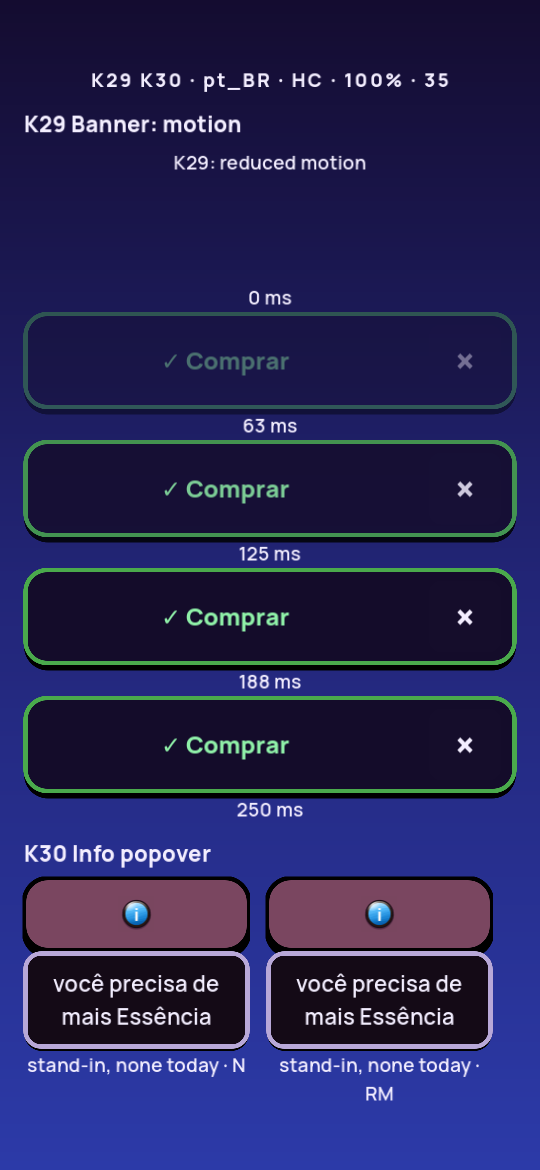 K29 K30 · pt_BR · HC · 100% · 35
K29 Banner: motion
K29: reduced motion
0 ms
✓ Comprar ×
63 ms
✓ Comprar ×
125 ms
✓ Comprar ×
188 ms
✓ Comprar ×
250 ms
K30 Info popover
i i
você precisa de
mais Essência
você precisa de
mais Essência
stand-in, none today · N
stand-in, none today ·
RM